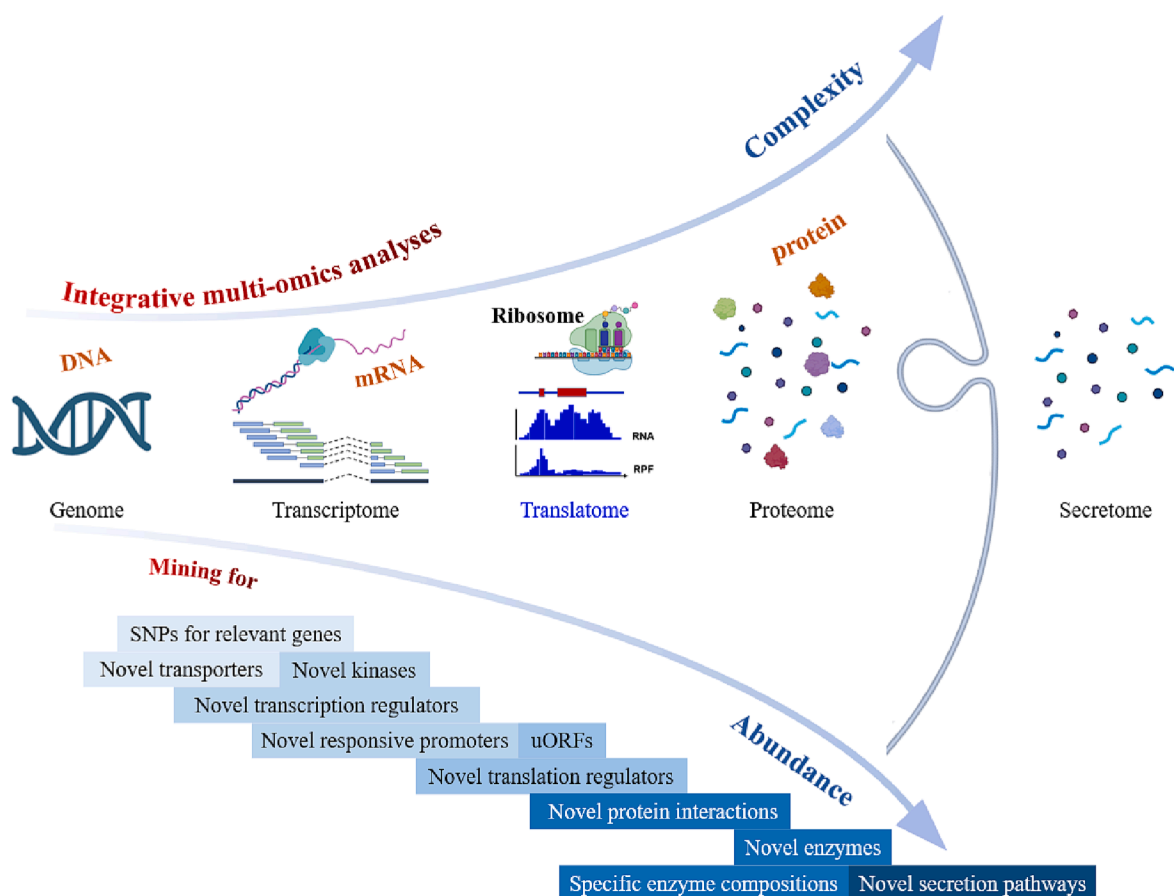 Complexity
Integrative multi-omics analyses
protein
Ribosome
DNA
mRNA
RNA
RPF
Genome
Transcriptome
Translatome
Proteome
Secretome
Mining for
SNPs for relevant genes
Novel transporters
Novel kinases
Novel transcription regulators
Novel responsive promoters
uORFs
Abundance
Novel translation regulators
Novel protein interactions
Novel enzymes
Specific enzyme compositions
Novel secretion pathways